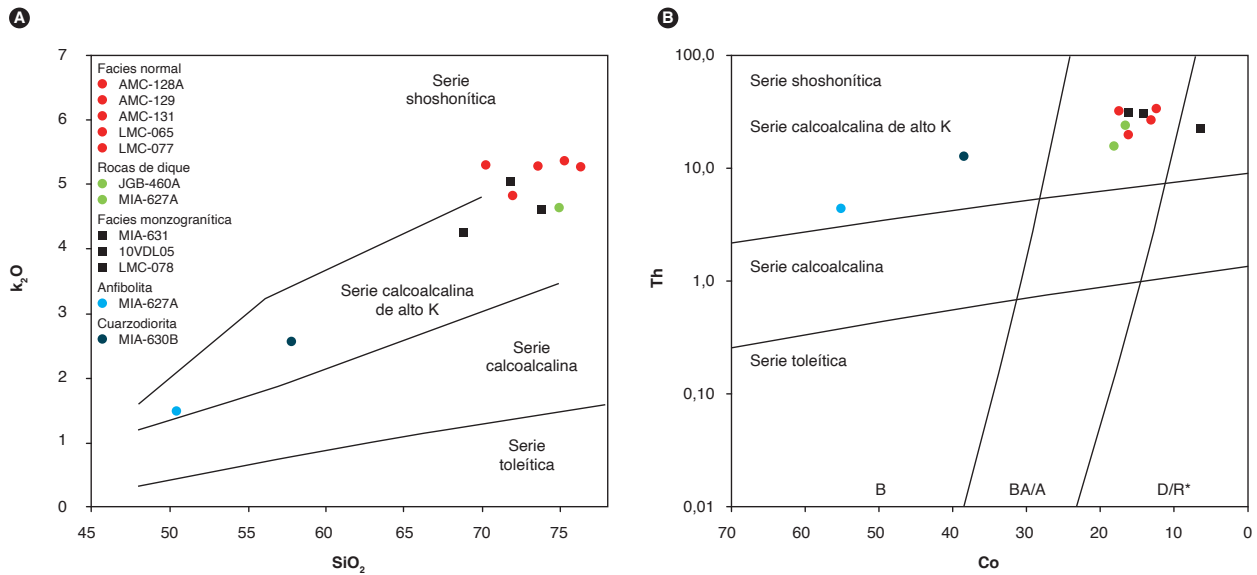 A
7
6
5
4
3
2
1
0
k2O
45
50
55
60
65
70
75
SiO2
Facies normal
AMC-128A
AMC-129
AMC-131
LMC-065
LMC-077
Rocas de dique
JGB-460A
MIA-627A
Facies monzogranítica
MIA-631
10VDL05
LMC-078
Anfibolita
MIA-627A
Cuarzodiorita
MIA-630B
Serie
shoshonítica
Serie calcoalcalina
de alto K
Serie
calcoalcalina
Serie
toleítica
B
100,0
10,0
1,0
0,10
0,01
Th
70
40
30
20
10
0
Co
Serie shoshonítica
Serie calcoalcalina de alto K
Serie calcoalcalina
Serie toleítica
B
BA/A
D/R*